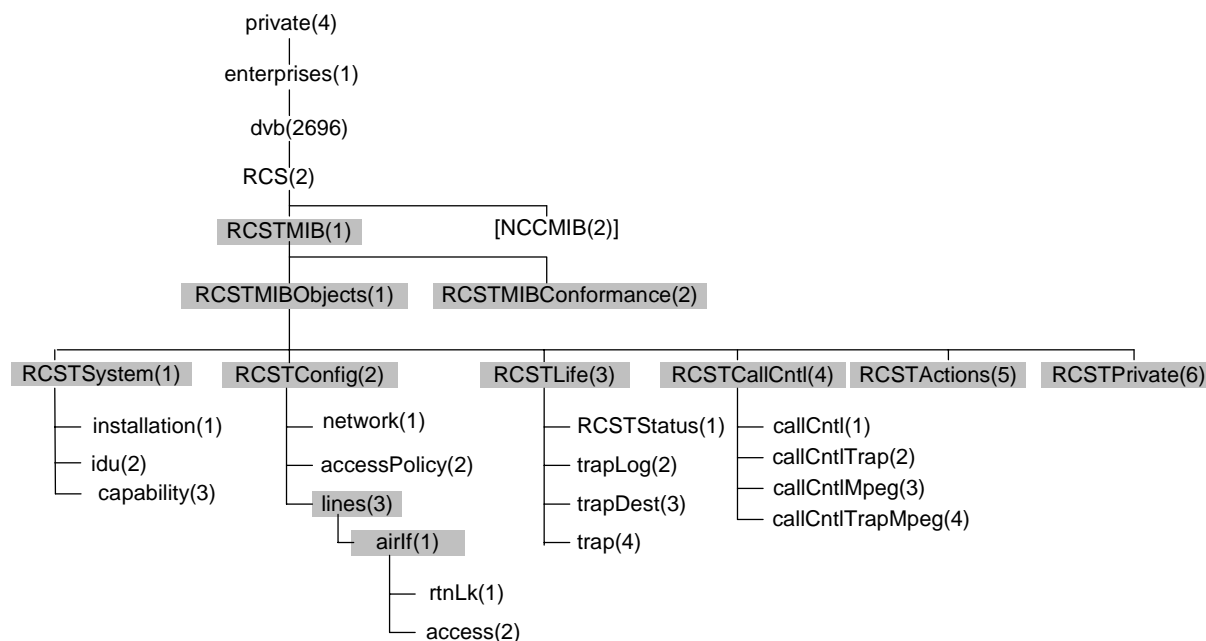 private(4)
enterprises(1)
dvb(2696)
RCS(2)
RCSTMIB(1)
[NCCMIB(2)]
RCSTMIBObjects(1)
RCSTMIBConformance(2)
RCSTSystem(1)
RCSTConfig(2)
RCSTLife(3)
RCSTCallCntl(4)
RCSTActions(5)
RCSTPrivate(6)
installation(1)
idu(2)
capability(3)
network(1)
accessPolicy(2)
lines(3)
airIf(1)
rtnLk(1)
access(2)
RCSTStatus(1)
trapLog(2)
trapDest(3)
trap(4)
callCntl(1)
callCntlTrap(2)
callCntlMpeg(3)
callCntlTrapMpeg(4)